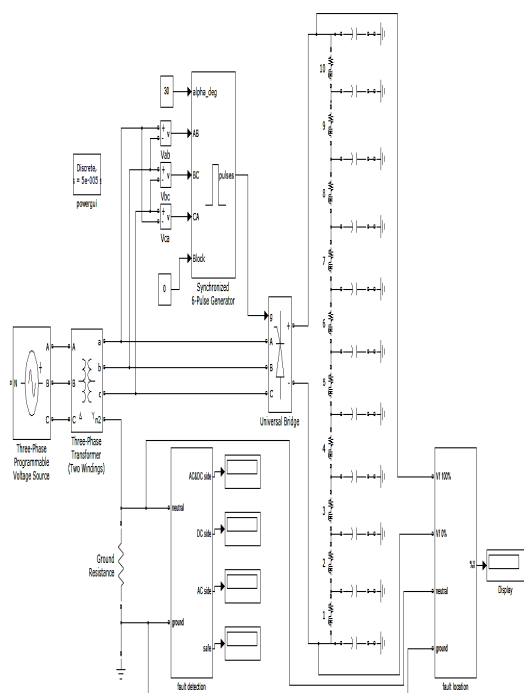 30
alpha_deg
AB
BC
CA
Block
pulses
Synchronized
6-Pulse Generator
+
-
v
Vab
+
-
v
Vbc
+
-
v
Vca
0
Discrete,
s = 5e-005 s
powergui
N
A
B
C
Three-Phase
Programmable
Voltage Source
A
B
C
a
b
c
n2
Δ
Y
Three-Phase
Transformer
(Two Windings)
g
A
B
C
+
-
Universal Bridge
10
9
8
7
6
5
4
3
2
1
Ground
Resistance
neutral
ground
AC&DC side
DC side
AC side
safe
fault detection
VI 100%
VI 0%
neutral
ground
fault location
Display